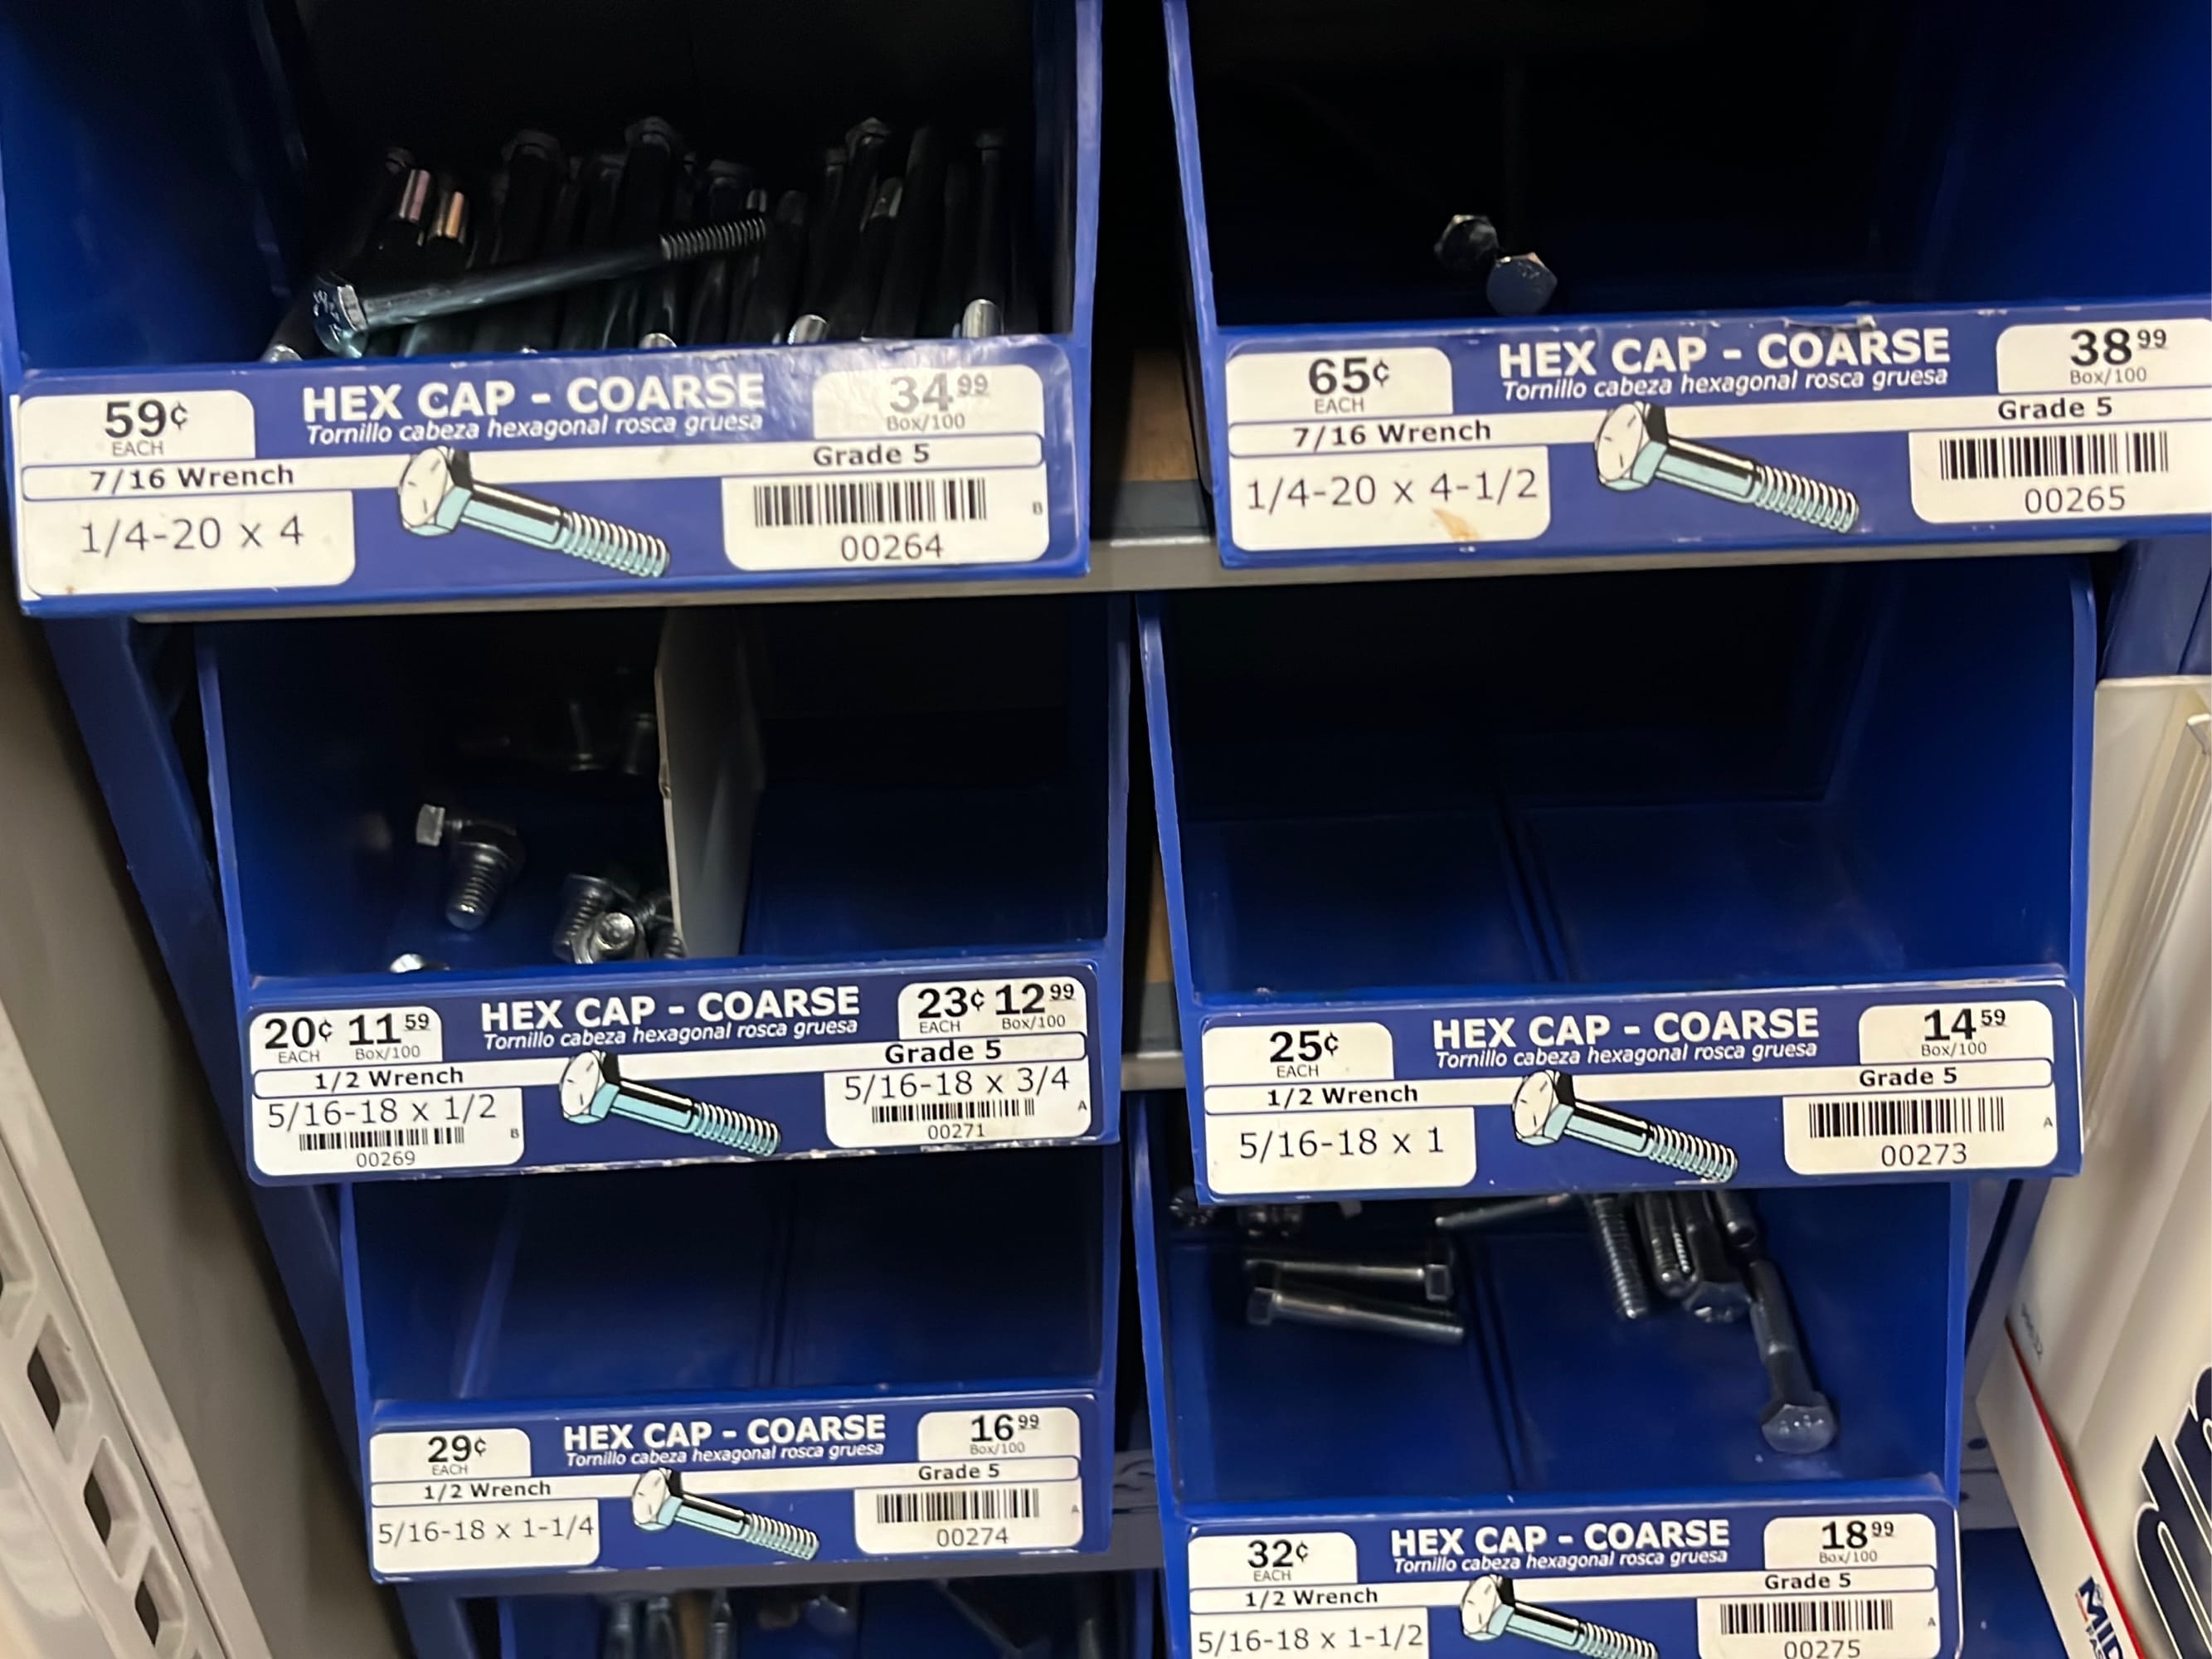 59¢
EACH
HEX CAP - COARSE
Tornillo cabeza hexagonal rosca gruesa
34 99
Box/100
7/16 Wrench
Grade 5
1/4-20 x 4
00264
B
65¢
EACH
HEX CAP - COARSE
Tornillo cabeza hexagonal rosca gruesa
38 99
Box/100
7/16 Wrench
Grade 5
1/4-20 x 4-1/2
00265
20¢ 11 59
EACH Box/100
HEX CAP - COARSE
Tornillo cabeza hexagonal rosca gruesa
23¢ 12 99
EACH Box/100
1/2 Wrench
Grade 5
5/16-18 x 1/2
00269
B
5/16-18 x 3/4
00271
A
25¢
EACH
HEX CAP - COARSE
Tornillo cabeza hexagonal rosca gruesa
14 59
Box/100
1/2 Wrench
Grade 5
5/16-18 x 1
00273
A
29¢
EACH
HEX CAP - COARSE
Tornillo cabeza hexagonal rosca gruesa
16 99
Box/100
1/2 Wrench
Grade 5
5/16-18 x 1-1/4
00274
A
32¢
EACH
HEX CAP - COARSE
Tornillo cabeza hexagonal rosca gruesa
18 99
Box/100
1/2 Wrench
Grade 5
5/16-18 x 1-1/2
00275
A